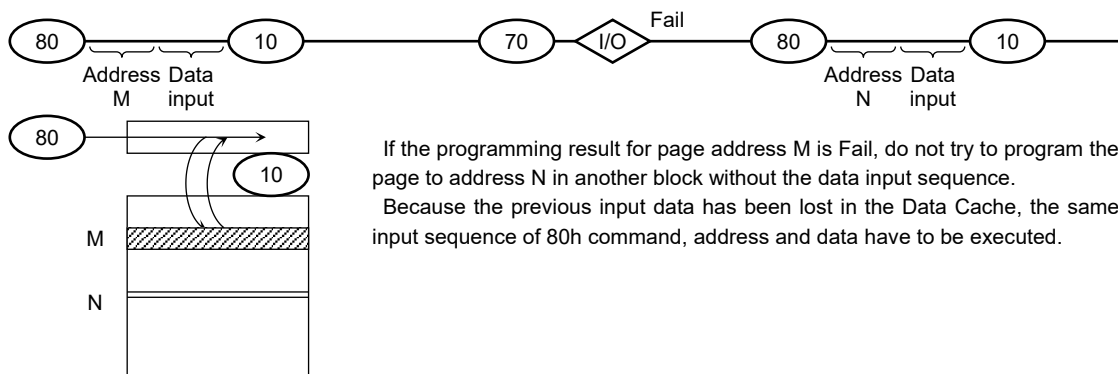 Fail
80 10 70 I/O 80 10
Address Data Address Data
M input N input
80
10
If the programming result for page address M is Fail, do not try to program the
page to address N in another block without the data input sequence.
Because the previous input data has been lost in the Data Cache, the same
input sequence of 80h command, address and data have to be executed.
M
N